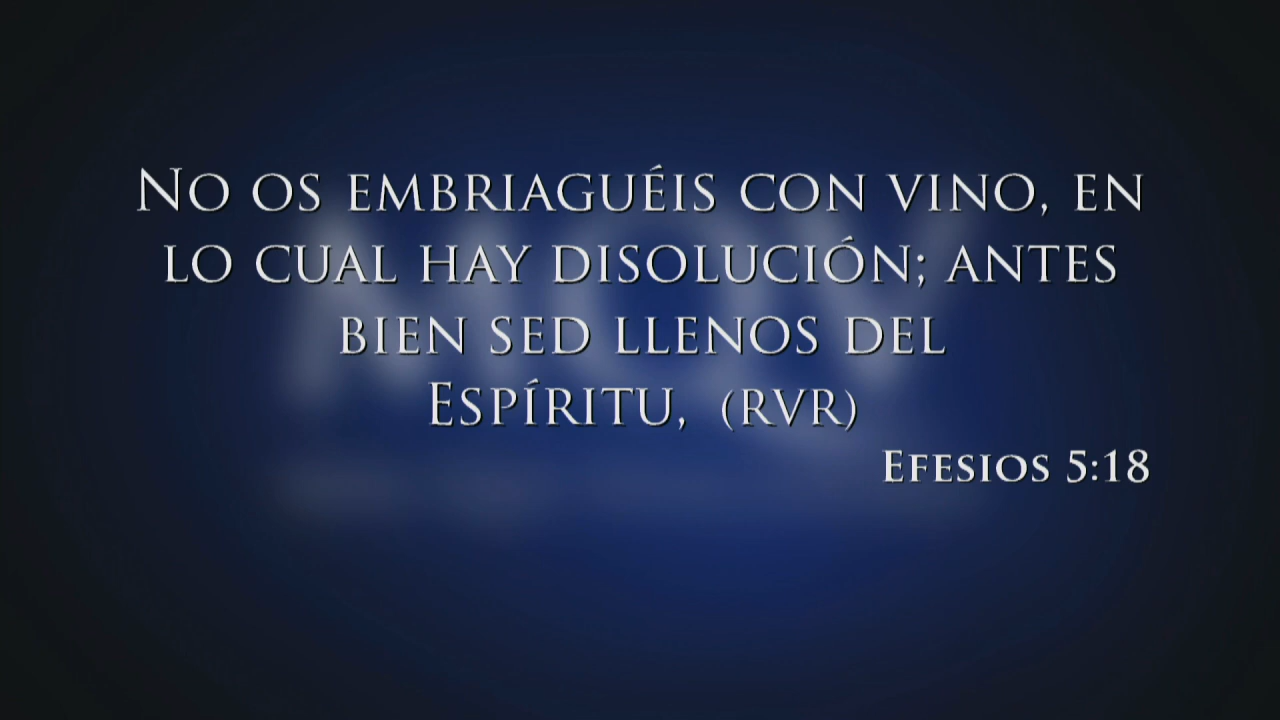 No os embriaguéis con vino, en
lo cual hay disolución; antes
bien sed llenos del
Espíritu, (RVR)
Efesios 5:18